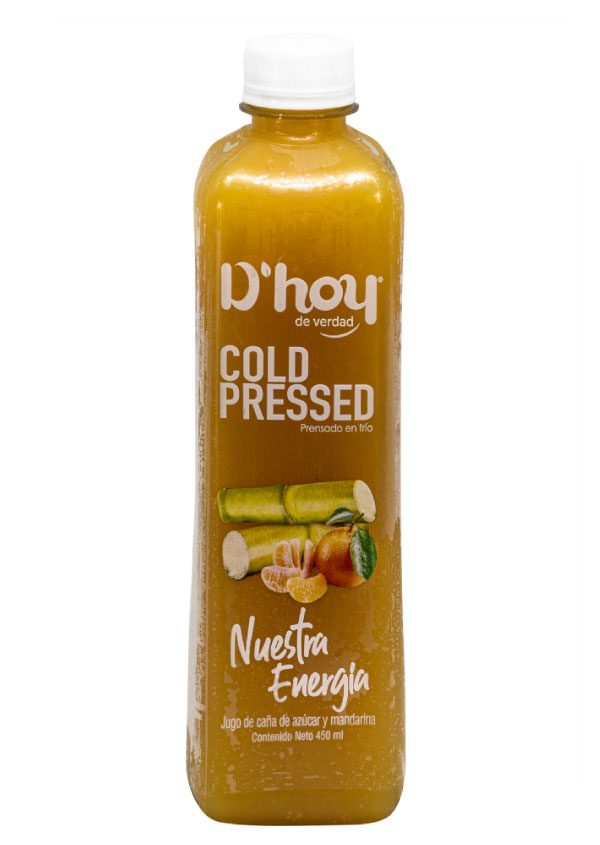 D'hoy®
de verdad
COLD
PRESSED
Prensado en frío
Nuestra
Energía
Jugo de caña de azúcar y mandarina
Contenido Neto 450 ml